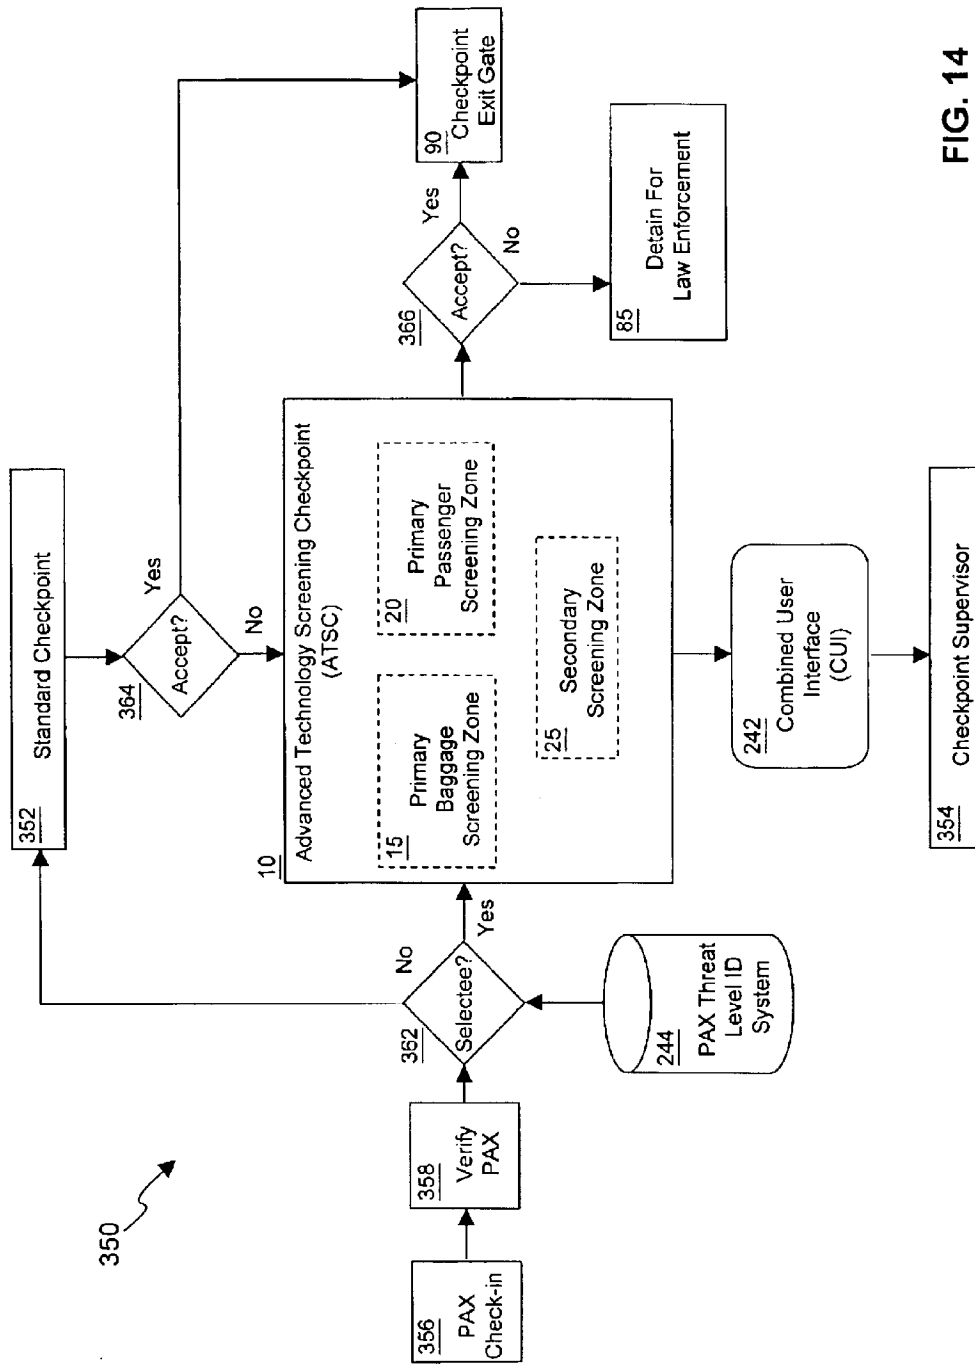 350
356
PAX
Check-in
358
Verify
PAX
362
Selectee?
No
Yes
244
PAX Threat
Level ID
System
352
Standard Checkpoint
364
Accept?
Yes
No
10
Advanced Technology Screening Checkpoint
(ATSC)
15
Primary
Baggage
Screening Zone
20
Primary
Passenger
Screening Zone
25
Secondary
Screening Zone
242
Combined User
Interface
(CUI)
354
Checkpoint Supervisor
366
Accept?
Yes
No
90
Checkpoint
Exit Gate
85
Detain For
Law Enforcement
FIG. 14